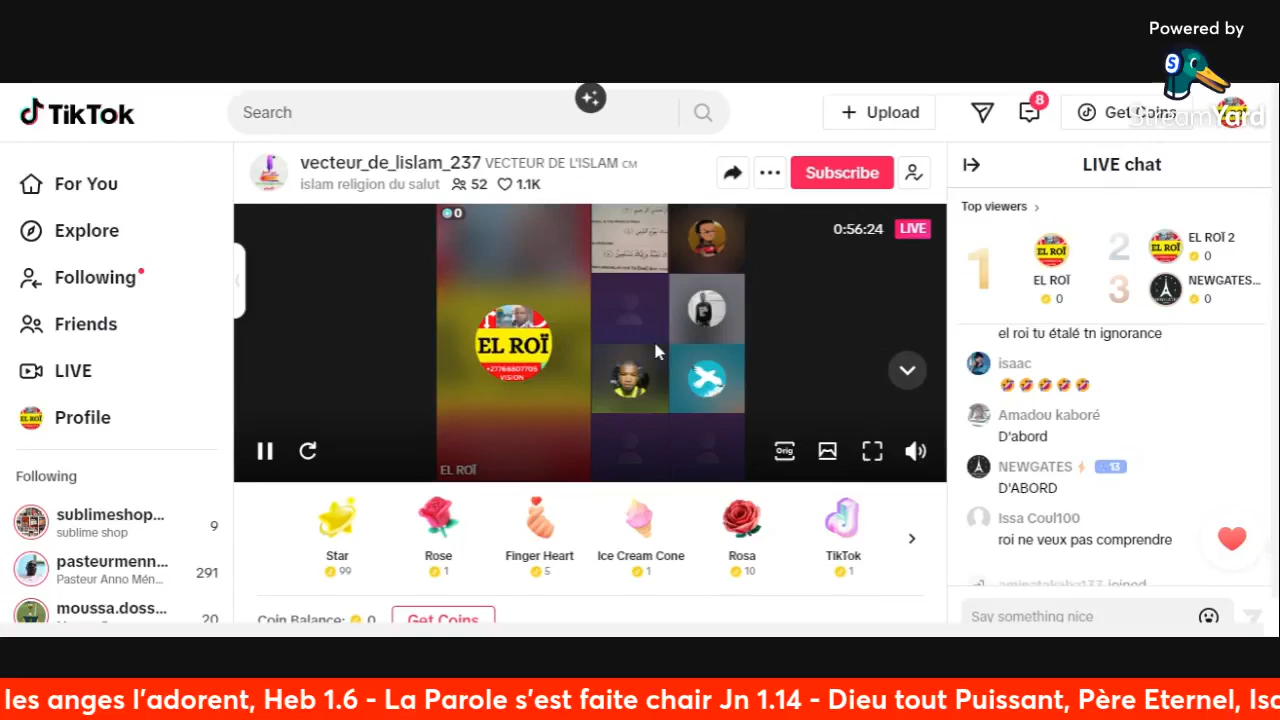 Powered by
StreamYard
TikTok
Search
Upload
8
Get Coins
For You
Explore
Following
Friends
LIVE
Profile
Following
sublimeshop...
sublime shop
9
pasteurmenn...
Pasteur Anno Mén...
291
moussa.doss...
20
vecteur_de_lislam_237 VECTEUR DE L'ISLAM CM
islam religion du salut 52 1.1K
Subscribe
0
0:56:24 LIVE
EL ROÏ
+27766807705
VISION
EL ROÏ
Orig
Star
99
Rose
1
Finger Heart
5
Ice Cream Cone
1
Rosa
10
TikTok
1
Coin Balance: 0
Get Coins
LIVE chat
Top viewers
1
EL ROÏ
0
2
EL ROÏ 2
0
3
NEWGATES...
0
el roi tu étalé tn ignorance
isaac
🤣🤣🤣🤣🤣
Amadou kaboré
D'abord
NEWGATES 13
D'ABORD
Issa Coul100
roi ne veux pas comprendre
joined
Say something nice
les anges l'adorent, Heb 1.6 - La Parole s'est faite chair Jn 1.14 - Dieu tout Puissant, Père Eternel, Isa